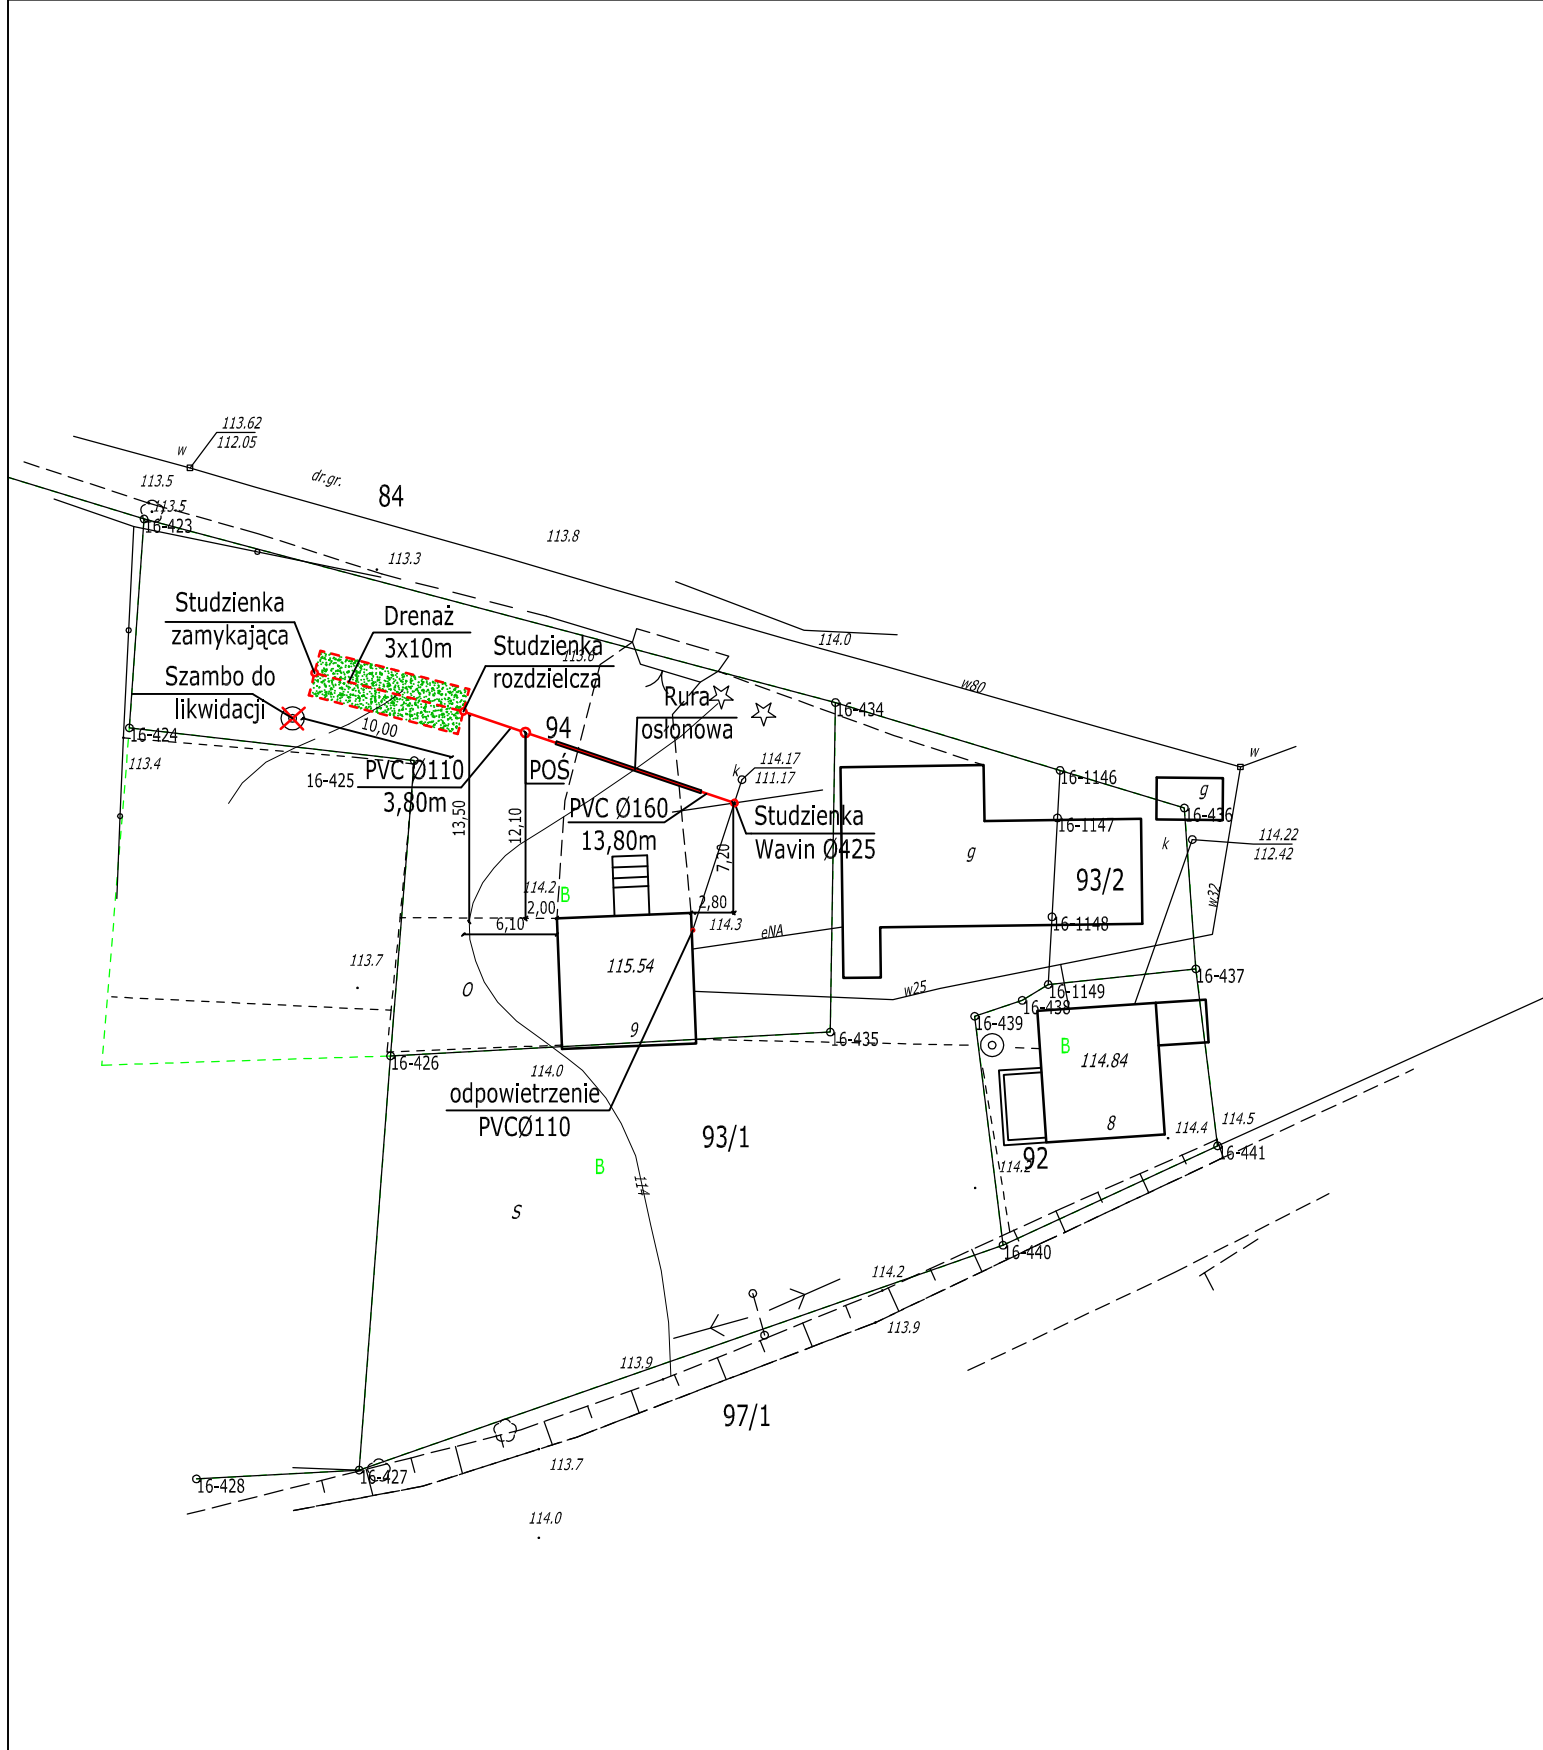 113.62
112.05
w
dr.gr.
113.5
84
113.5
16-423
113.8
113.3
Studzienka
zamykająca
Drenaż
3x10m
Studzienka
rozdzielcza
113.6
114.0
Szambo do
likwidacji
Rura
osłonowa
w80
16-434
10,00
94
16-424
113.4
16-425
PVC Ø110
3,80m
POŚ
k
114.17
111.17
w
16-1146
g
16-436
13,50
12,10
PVC Ø160
13,80m
7,20
Studzienka
Wavin Ø425
16-1147
g
k
114.22
112.42
93/2
w32
114.2
B
2,00
6,10
2,80
114.3
eNA
16-1148
113.7
115.54
O
w25
16-437
16-1149
16-438
16-439
9
16-435
16-426
114.0
B
114.84
odpowietrzenie
PVCØ110
93/1
8
114.4
114.5
16-441
92
114.2
B
114
S
16-440
114.2
113.9
113.9
97/1
113.7
16-427
16-428
114.0